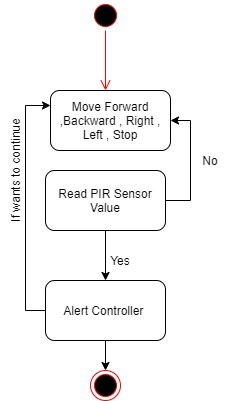 Move Forward
,Backward , Right ,
Left , Stop
If wants to continue
No
Read PIR Sensor
Value
Yes
Alert Controller